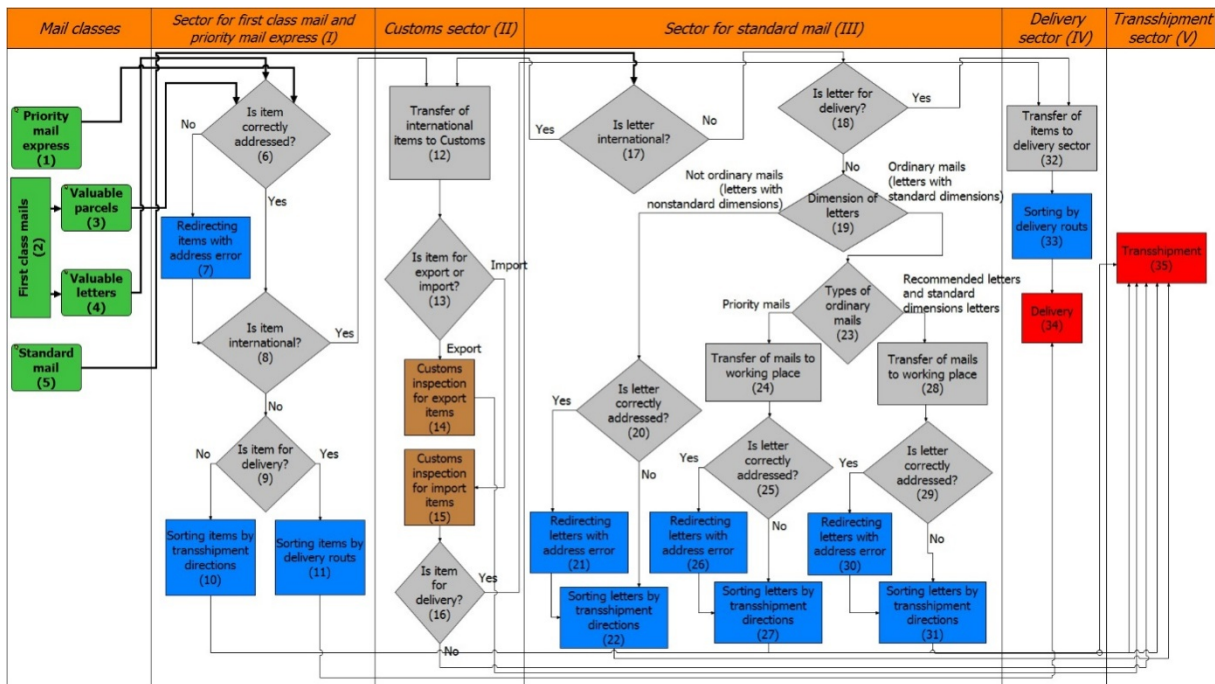 Mail classes
Sector for first class mail and
priority mail express (I)
Customs sector (II)
Sector for standard mail (III)
Delivery
sector (IV)
Transshipment
sector (V)
Priority
mail
express
(1)
First class mails
(2)
Valuable
parcels
(3)
Valuable
letters
(4)
Standard
mail
(5)
Is item
correctly
addressed?
(6)
No
Yes
Redirecting
items with
address error
(7)
Is item
international?
(8)
Yes
No
Is item for
delivery?
(9)
No
Yes
Sorting items by
transshipment
directions
(10)
Sorting items by
delivery routs
(11)
Transfer of
international
items to Customs
(12)
Is item for
export or
import?
(13)
Import
Export
Customs
inspection
for export
items
(14)
Customs
inspection
for import
items
(15)
Is item
for
delivery?
(16)
Yes
No
Is letter
international?
(17)
Yes
No
Is letter for
delivery?
(18)
Yes
No
Not ordinary mails
(letters with
nonstandard dimensions)
Ordinary mails
(letters with
standard dimensions)
Dimension of
letters
(19)
Types of
ordinary
mails
(23)
Priority mails
Recommended letters
and standard
dimensions letters
Is letter
correctly
addressed?
(20)
Yes
No
Redirecting
letters with
address error
(21)
Sorting letters by
transshipment
directions
(22)
Transfer of mails to
working place
(24)
Is letter
correctly
addressed?
(25)
Yes
No
Redirecting
letters with
address error
(26)
Sorting letters by
transshipment
directions
(27)
Transfer of mails
to working place
(28)
Is letter
correctly
addressed?
(29)
Yes
No
Redirecting
letters with
address error
(30)
Sorting letters by
transshipment
directions
(31)
Transfer of
items to
delivery sector
(32)
Sorting by
delivery routs
(33)
Delivery
(34)
Transshipment
(35)